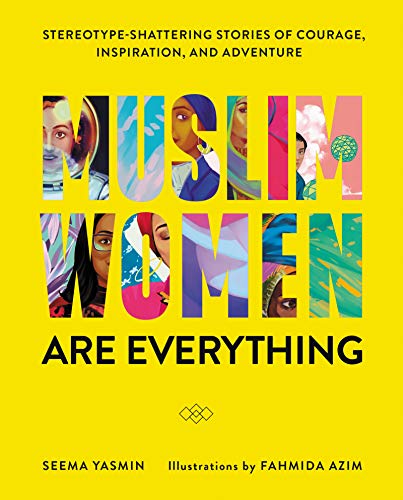 STEREOTYPE-SHATTERING STORIES OF COURAGE,
INSPIRATION, AND ADVENTURE
MUSLIM
WOMEN
ARE EVERYTHING
SEEMA YASMIN Illustrations by FAHMIDA AZIM